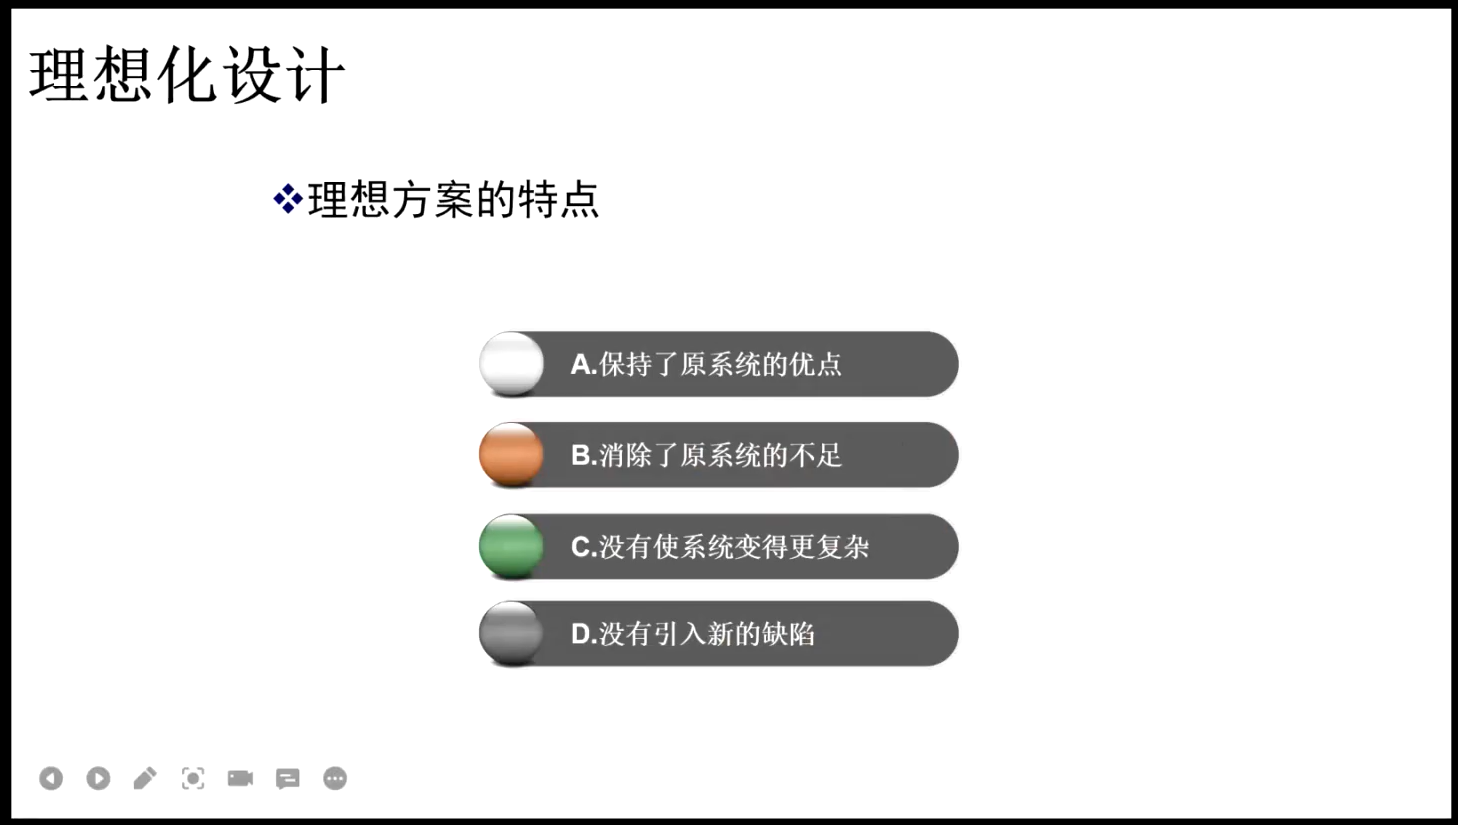 理想化设计
❖理想方案的特点
A.保持了原系统的优点
B.消除了原系统的不足
C.没有使系统变得更复杂
D.没有引入新的缺陷